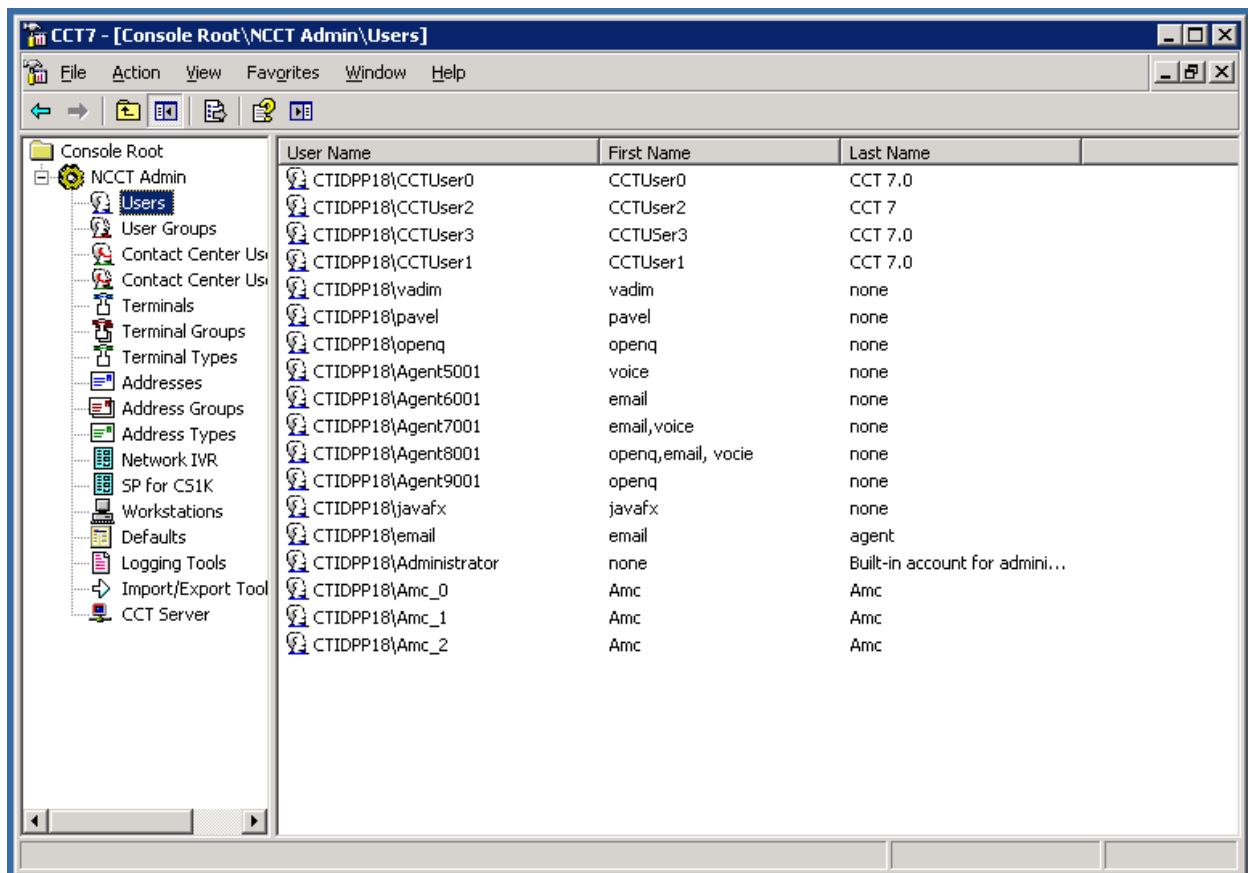 CCT7 - [Console Root\NCCT Admin\Users]
File Action View Favorites Window Help
Console Root
NCCT Admin
Users
User Groups
Contact Center Us
Contact Center Us
Terminals
Terminal Groups
Terminal Types
Addresses
Address Groups
Address Types
Network IVR
SP for CS1K
Workstations
Defaults
Logging Tools
Import/Export Tool
CCT Server
User Name First Name Last Name
CTIDPP18\CCTUser0 CCTUser0 CCT 7.0
CTIDPP18\CCTUser2 CCTUser2 CCT 7
CTIDPP18\CCTUser3 CCTUSer3 CCT 7.0
CTIDPP18\CCTUser1 CCTUser1 CCT 7.0
CTIDPP18\vadim vadim none
CTIDPP18\pavel pavel none
CTIDPP18\openq openq none
CTIDPP18\Agent5001 voice none
CTIDPP18\Agent6001 email none
CTIDPP18\Agent7001 email,voice none
CTIDPP18\Agent8001 openq,email, vocie none
CTIDPP18\Agent9001 openq none
CTIDPP18\javafx javafx none
CTIDPP18\email email agent
CTIDPP18\Administrator none Built-in account for admini...
CTIDPP18\Amc_0 Amc Amc
CTIDPP18\Amc_1 Amc Amc
CTIDPP18\Amc_2 Amc Amc